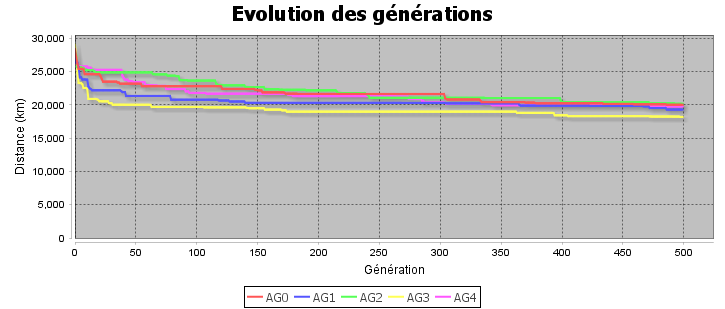 Evolution des générations
30,000
25,000
20,000
15,000
10,000
5,000
0
Distance (km)
0 50 100 150 200 250 300 350 400 450 500
Génération
AG0 AG1 AG2 AG3 AG4